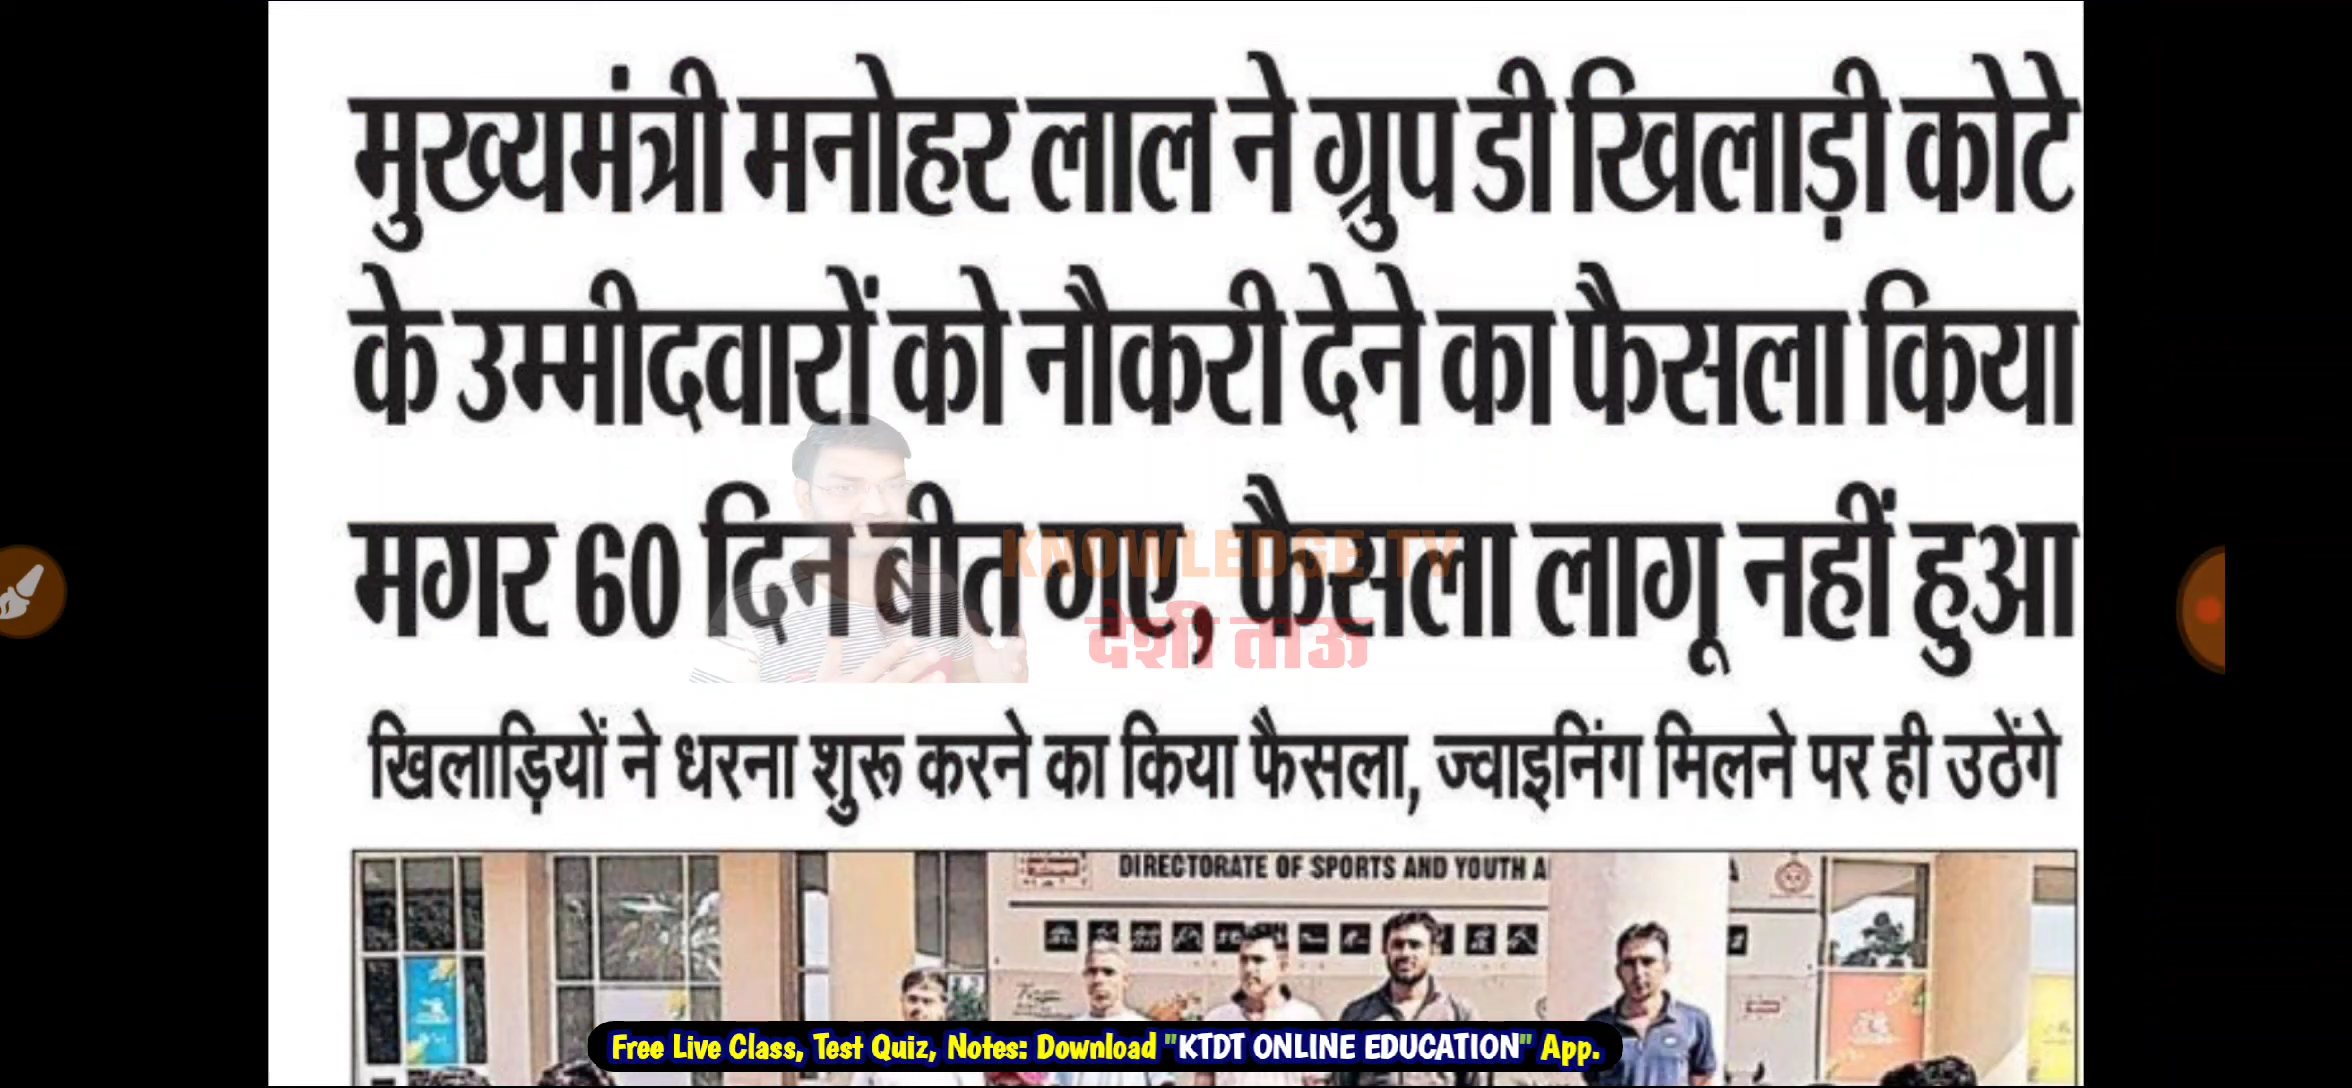 मुख्यमंत्री मनोहर लाल ने ग्रुप डी खिलाड़ी कोटे
के उम्मीदवारों को नौकरी देने का फैसला किया
मगर 60 दिन बीत गए, फैसला लागू नहीं हुआ
KNOWLEDGE TV
देशी ताऊ
खिलाड़ियों ने धरना शुरू करने का किया फैसला, ज्वाइनिंग मिलने पर ही उठेंगे
DIRECTORATE OF SPORTS AND YOUTH A
Free Live Class, Test Quiz, Notes: Download "KTDT ONLINE EDUCATION" App.